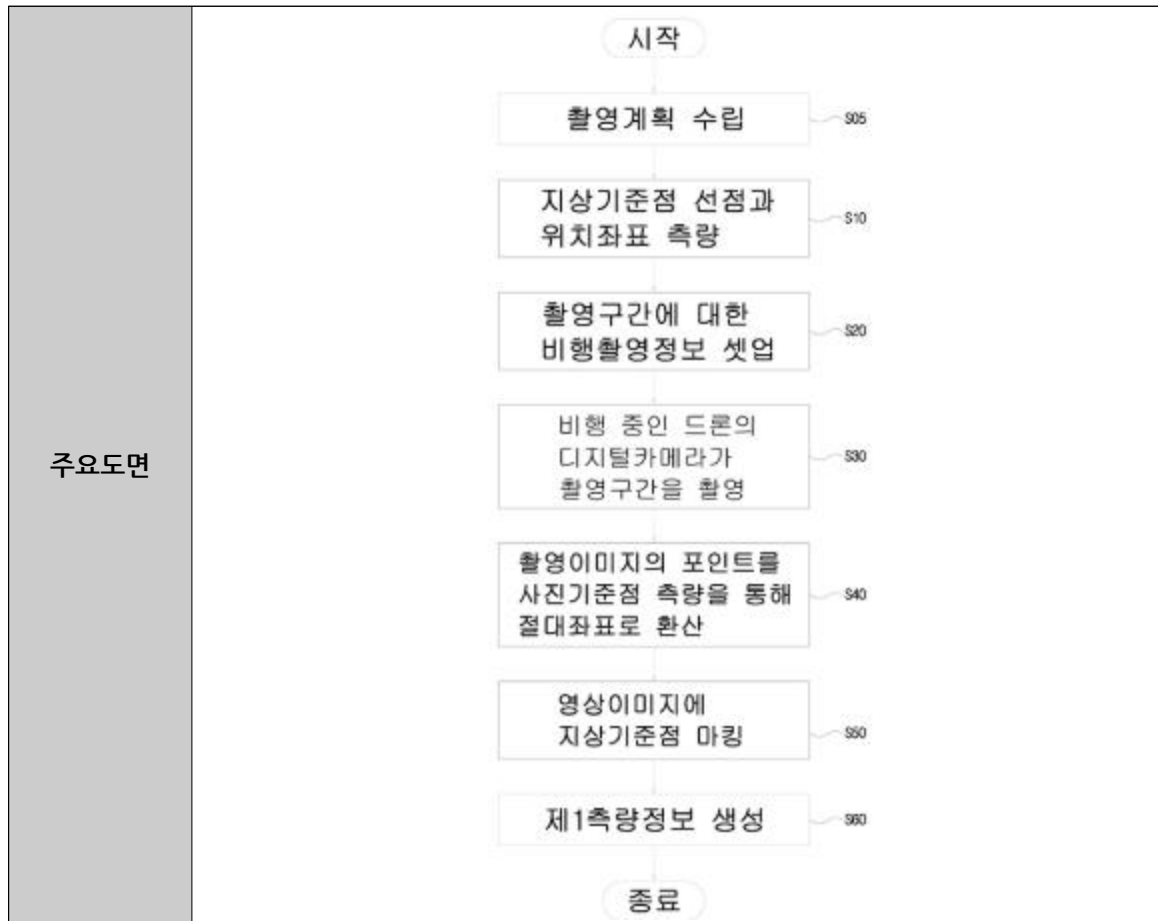 주요도면
시작
촬영계획 수립
S05
지상기준점 선점과
위치좌표 측량
S10
촬영구간에 대한
비행촬영정보 셋업
S20
비행 중인 드론의
디지털카메라가
촬영구간을 촬영
S30
촬영이미지의 포인트를
사진기준점 측량을 통해
절대좌표로 환산
S40
영상이미지에
지상기준점 마킹
S50
제1측량정보 생성
S60
종료